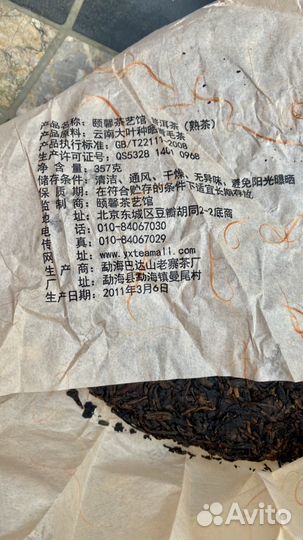 产品名称: 颐馨茶艺馆 普洱茶 (熟茶)
产品原料: 云南大叶种晒青毛茶
产品执行标准: GB/T22111-2008
生产许可证号: QS5328 1401 0968
净 含 量: 357克
储存条件: 清洁、通风、干燥、无异味、避免阳光曝晒
保 质 期: 在符合贮存的条件下适宜长期存放
监 制 商: 颐馨茶艺馆
地 址: 北京东城区豆瓣胡同2-2底商
电 话: 010-84067030
传 真: 010-84067029
网 址: www.yxteamall.com
生 产 商: 勐海巴达山老寨茶厂
厂 址: 勐海县勐海镇曼尾村
生产日期: 2011年3月6日
Avito